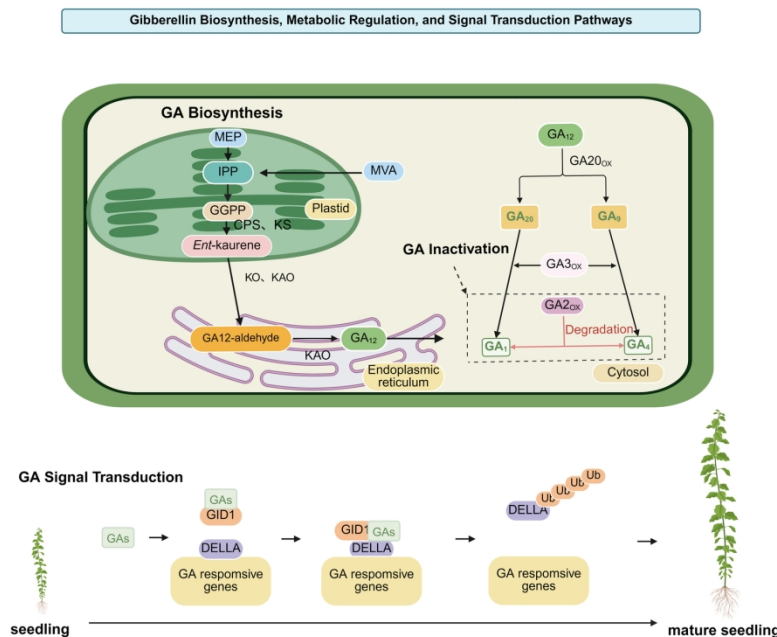 Gibberellin Biosynthesis, Metabolic Regulation, and Signal Transduction Pathways
GA Biosynthesis
MEP
IPP
MVA
GGPP
Plastid
CPS、KS
Ent-kaurene
KO、KAO
GA12-aldehyde
GA₁₂
KAO
Endoplasmic
reticulum
GA₁₂
GA20ox
GA₂₀
GA₉
GA Inactivation
GA3ox
GA2ox
Degradation
GA₁
GA₄
Cytosol
GA Signal Transduction
GAs
GAs
GID1
DELLA
GA respomsive
genes
GID1
GAs
DELLA
GA respomsive
genes
DELLA
Ub
Ub
Ub
Ub
GA respomsive
genes
seedling
mature seedling